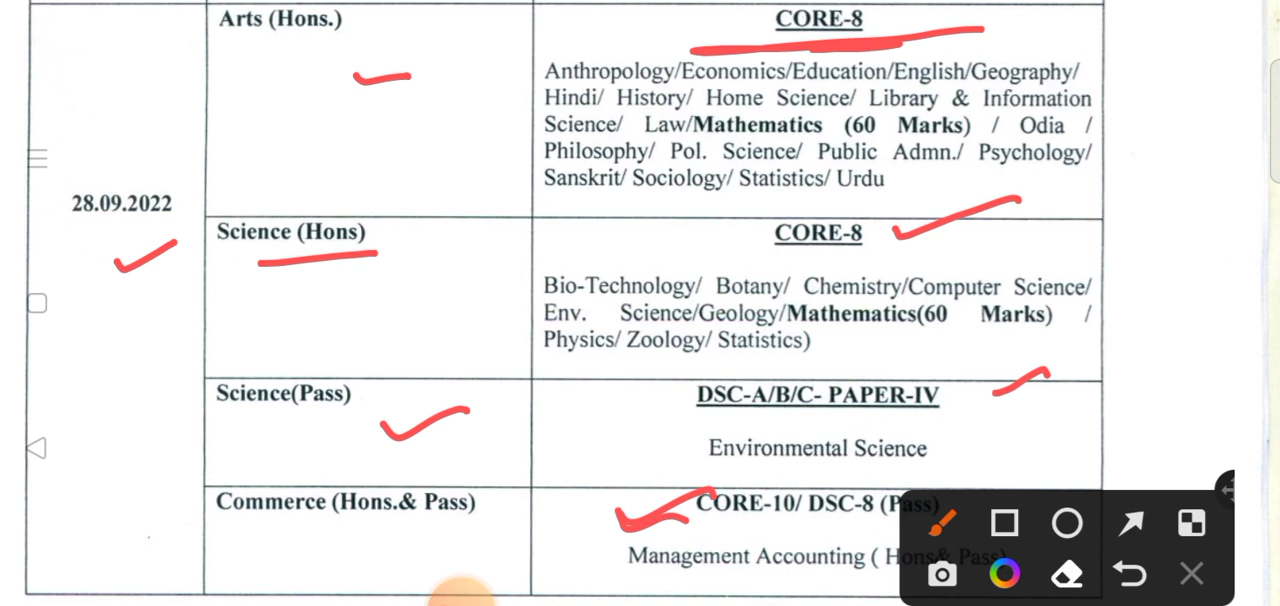 Arts (Hons.)
CORE-8
Anthropology/Economics/Education/English/Geography/
Hindi/ History/ Home Science/ Library & Information
Science/ Law/Mathematics (60 Marks) / Odia /
Philosophy/ Pol. Science/ Public Admn./ Psychology/
Sanskrit/ Sociology/ Statistics/ Urdu
28.09.2022
Science (Hons)
CORE-8
Bio-Technology/ Botany/ Chemistry/Computer Science/
Env. Science/Geology/Mathematics(60 Marks) /
Physics/ Zoology/ Statistics)
Science(Pass)
DSC-A/B/C- PAPER-IV
Environmental Science
Commerce (Hons.& Pass)
CORE-10/ DSC-8 (Pass)
Management Accounting ( Hons& Pass)